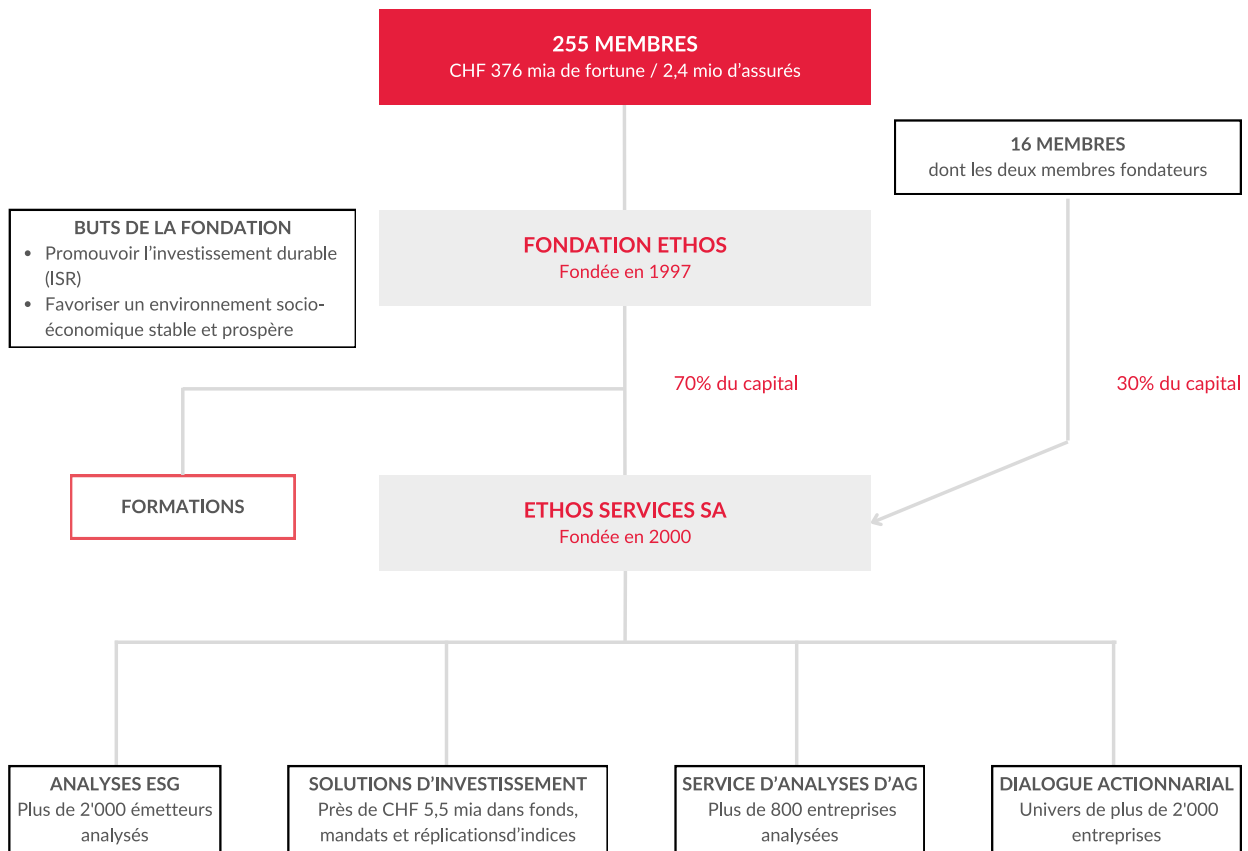 255 MEMBRES
CHF 376 mia de fortune / 2,4 mio d'assurés
16 MEMBRES
dont les deux membres fondateurs
BUTS DE LA FONDATION
• Promouvoir l'investissement durable
(ISR)
• Favoriser un environnement socio-
économique stable et prospère
FONDATION ETHOS
Fondée en 1997
70% du capital
30% du capital
FORMATIONS
ETHOS SERVICES SA
Fondée en 2000
ANALYSES ESG
Plus de 2'000 émetteurs
analysés
SOLUTIONS D'INVESTISSEMENT
Près de CHF 5,5 mia dans fonds,
mandats et réplicationsd'indices
SERVICE D'ANALYSES D'AG
Plus de 800 entreprises
analysées
DIALOGUE ACTIONNARIAL
Univers de plus de 2'000
entreprises